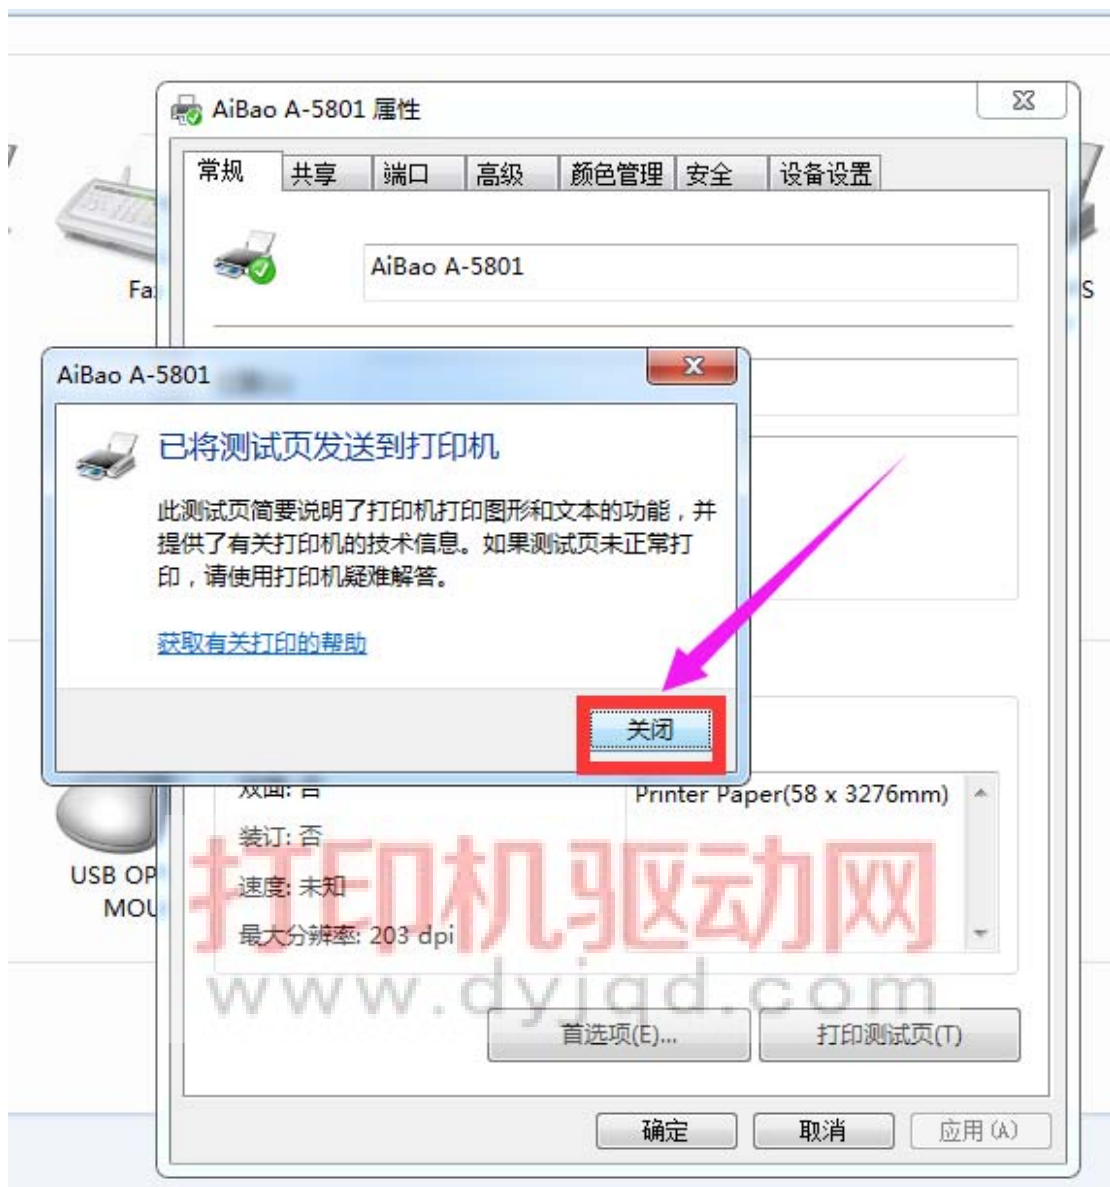 AiBao A-5801 属性
常规 共享 端口 高级 颜色管理 安全 设备设置
AiBao A-5801
Fa
S
AiBao A-5801
已将测试页发送到打印机
此测试页简要说明了打印机打印图形和文本的功能，并
提供了有关打印机的技术信息。如果测试页未正常打
印，请使用打印机疑难解答。
获取有关打印的帮助
关闭
双面: 否
Printer Paper(58 x 3276mm)
装订: 否
USB OP
MOU
速度: 未知
最大分辨率: 203 dpi
打印机驱动网
www.dyjqd.com
首选项(E)... 打印测试页(T)
确定 取消 应用(A)